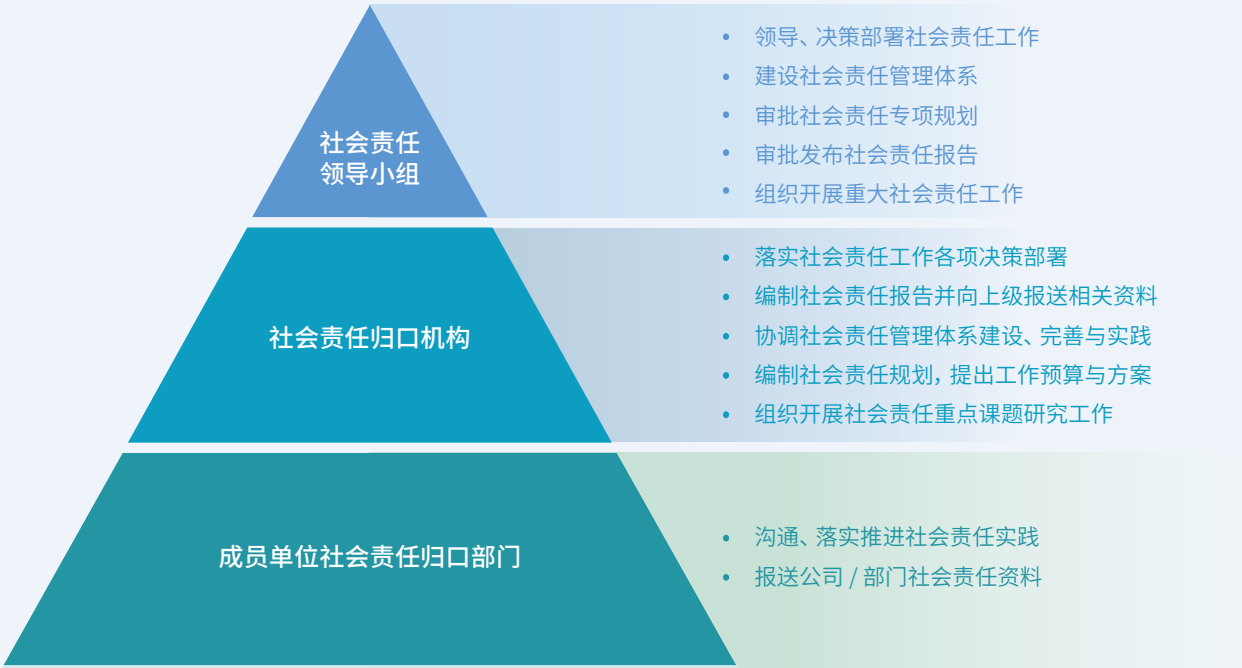 社会责任
领导小组
• 领导、决策部署社会责任工作
• 建设社会责任管理体系
• 审批社会责任专项规划
• 审批发布社会责任报告
• 组织开展重大社会责任工作
社会责任归口机构
• 落实社会责任工作各项决策部署
• 编制社会责任报告并向上级报送相关资料
• 协调社会责任管理体系建设、完善与实践
• 编制社会责任规划，提出工作预算与方案
• 组织开展社会责任重点课题研究工作
成员单位社会责任归口部门
• 沟通、落实推进社会责任实践
• 报送公司 / 部门社会责任资料